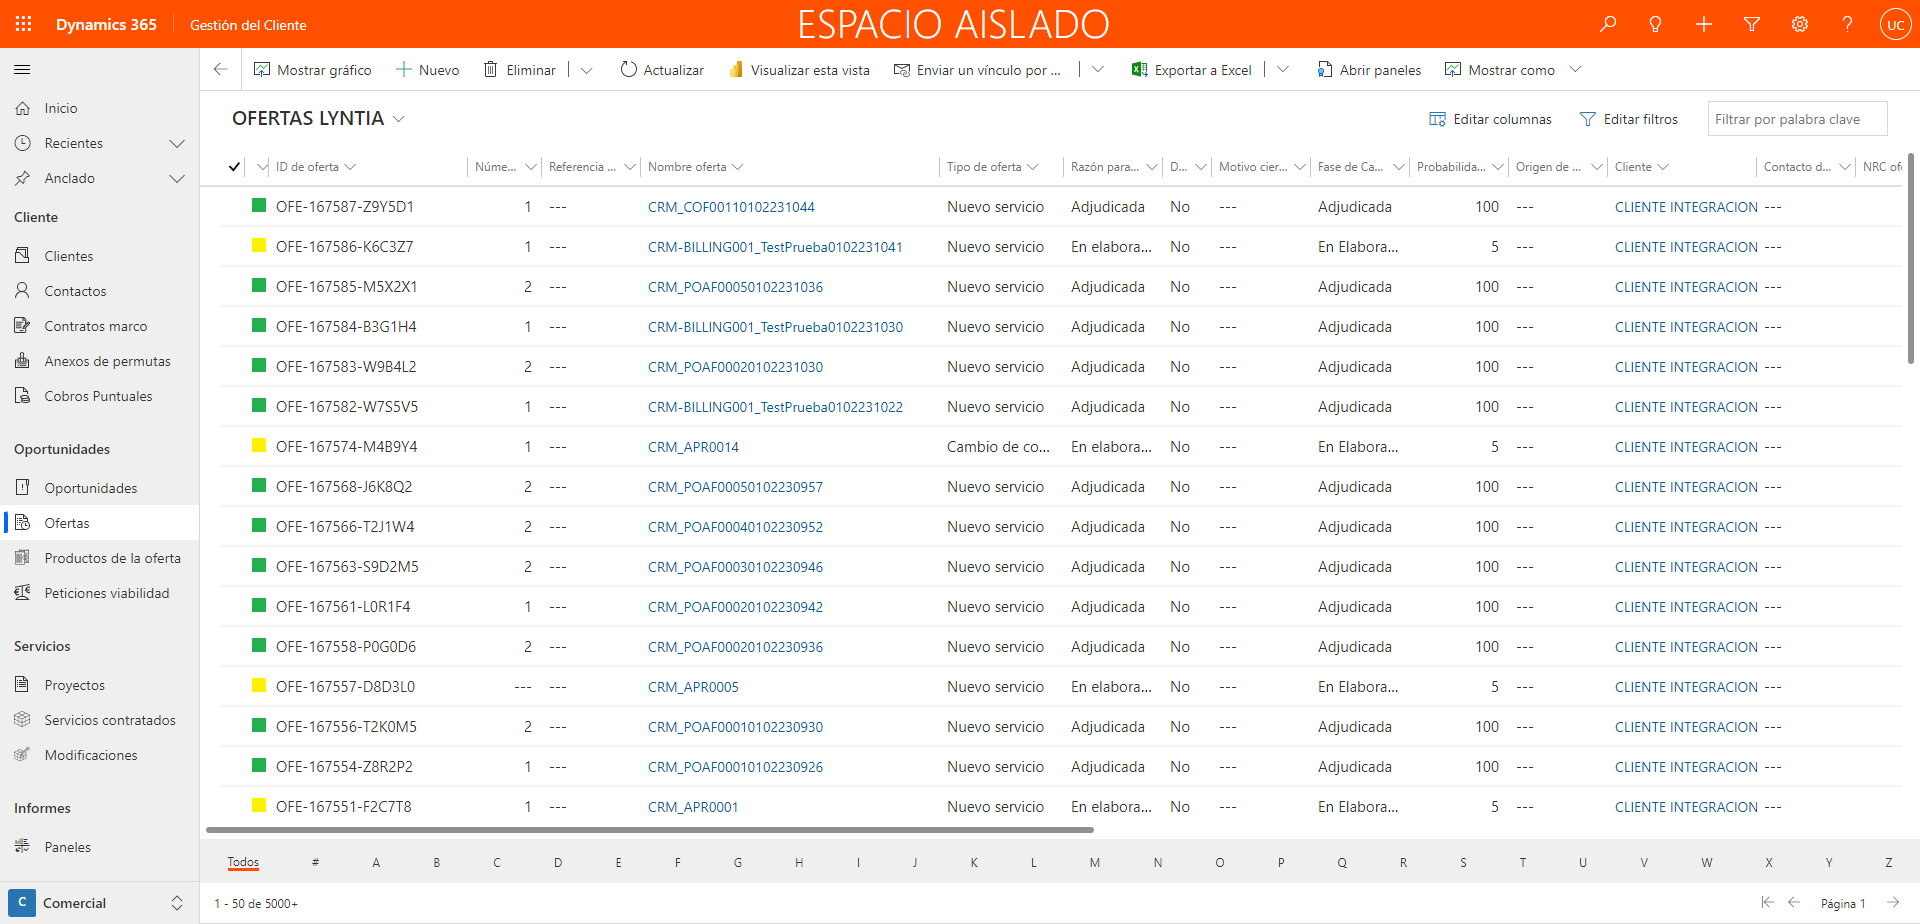 Dynamics 365 Gestión del Cliente ESPACIO AISLADO UC
Mostrar gráfico Nuevo Eliminar Actualizar Visualizar esta vista Enviar un vínculo por ... Exportar a Excel Abrir paneles Mostrar como
Inicio
Recientes
Anclado
Cliente
Clientes
Contactos
Contratos marco
Anexos de permutas
Cobros Puntuales
Oportunidades
Oportunidades
Ofertas
Productos de la oferta
Peticiones viabilidad
Servicios
Proyectos
Servicios contratados
Modificaciones
Informes
Paneles
C Comercial
OFERTAS LYNTIA Editar columnas Editar filtros Filtrar por palabra clave
ID de oferta Núme... Referencia ... Nombre oferta Tipo de oferta Razón para... D... Motivo cier... Fase de Ca... Probabilida... Origen de ... Cliente Contacto d... NRC ofe
OFE-167587-Z9Y5D1 1 --- CRM_COF00110102231044 Nuevo servicio Adjudicada No --- Adjudicada 100 --- CLIENTE INTEGRACION ---
OFE-167586-K6C3Z7 1 --- CRM-BILLING001_TestPrueba0102231041 Nuevo servicio En elabora... No --- En Elabora... 5 --- CLIENTE INTEGRACION ---
OFE-167585-M5X2X1 2 --- CRM_POAF00050102231036 Nuevo servicio Adjudicada No --- Adjudicada 100 --- CLIENTE INTEGRACION ---
OFE-167584-B3G1H4 1 --- CRM-BILLING001_TestPrueba0102231030 Nuevo servicio Adjudicada No --- Adjudicada 100 --- CLIENTE INTEGRACION ---
OFE-167583-W9B4L2 2 --- CRM_POAF00020102231030 Nuevo servicio Adjudicada No --- Adjudicada 100 --- CLIENTE INTEGRACION ---
OFE-167582-W7S5V5 1 --- CRM-BILLING001_TestPrueba0102231022 Nuevo servicio Adjudicada No --- Adjudicada 100 --- CLIENTE INTEGRACION ---
OFE-167574-M4B9Y4 1 --- CRM_APR0014 Cambio de co... En elabora... No --- En Elabora... 5 --- CLIENTE INTEGRACION ---
OFE-167568-J6K8Q2 2 --- CRM_POAF00050102230957 Nuevo servicio Adjudicada No --- Adjudicada 100 --- CLIENTE INTEGRACION ---
OFE-167566-T2J1W4 2 --- CRM_POAF00040102230952 Nuevo servicio Adjudicada No --- Adjudicada 100 --- CLIENTE INTEGRACION ---
OFE-167563-S9D2M5 2 --- CRM_POAF00030102230946 Nuevo servicio Adjudicada No --- Adjudicada 100 --- CLIENTE INTEGRACION ---
OFE-167561-L0R1F4 1 --- CRM_POAF00020102230942 Nuevo servicio Adjudicada No --- Adjudicada 100 --- CLIENTE INTEGRACION ---
OFE-167558-P0G0D6 2 --- CRM_POAF00020102230936 Nuevo servicio Adjudicada No --- Adjudicada 100 --- CLIENTE INTEGRACION ---
OFE-167557-D8D3L0 --- --- CRM_APR0005 Nuevo servicio En elabora... No --- En Elabora... 5 --- CLIENTE INTEGRACION ---
OFE-167556-T2K0M5 2 --- CRM_POAF00010102230930 Nuevo servicio Adjudicada No --- Adjudicada 100 --- CLIENTE INTEGRACION ---
OFE-167554-Z8R2P2 1 --- CRM_POAF00010102230926 Nuevo servicio Adjudicada No --- Adjudicada 100 --- CLIENTE INTEGRACION ---
OFE-167551-F2C7T8 1 --- CRM_APR0001 Nuevo servicio En elabora... No --- En Elabora... 5 --- CLIENTE INTEGRACION ---
Todos # A B C D E F G H I J K L M N O P Q R S T U V W X Y Z
1 - 50 de 5000+ Página 1